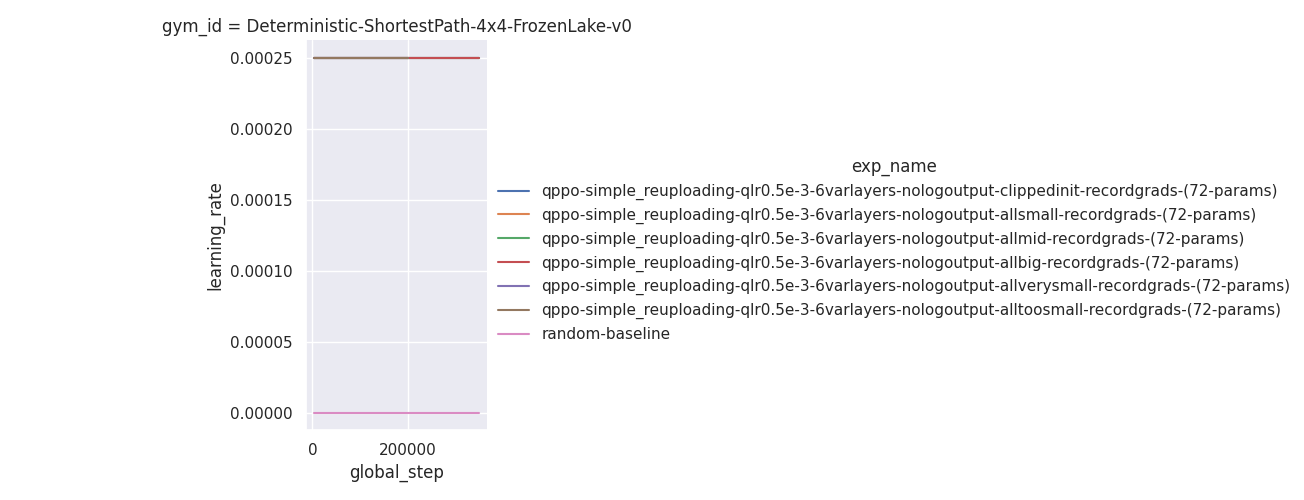 gym_id = Deterministic-ShortestPath-4x4-FrozenLake-v0
0.00025
0.00020
0.00015
0.00010
0.00005
0.00000
learning_rate
0
200000
global_step
exp_name
qppo-simple_reuploading-qlr0.5e-3-6varlayers-nologoutput-clippedinit-recordgrads-(72-params)
qppo-simple_reuploading-qlr0.5e-3-6varlayers-nologoutput-allsmall-recordgrads-(72-params)
qppo-simple_reuploading-qlr0.5e-3-6varlayers-nologoutput-allmid-recordgrads-(72-params)
qppo-simple_reuploading-qlr0.5e-3-6varlayers-nologoutput-allbig-recordgrads-(72-params)
qppo-simple_reuploading-qlr0.5e-3-6varlayers-nologoutput-allverysmall-recordgrads-(72-params)
qppo-simple_reuploading-qlr0.5e-3-6varlayers-nologoutput-alltoosmall-recordgrads-(72-params)
random-baseline